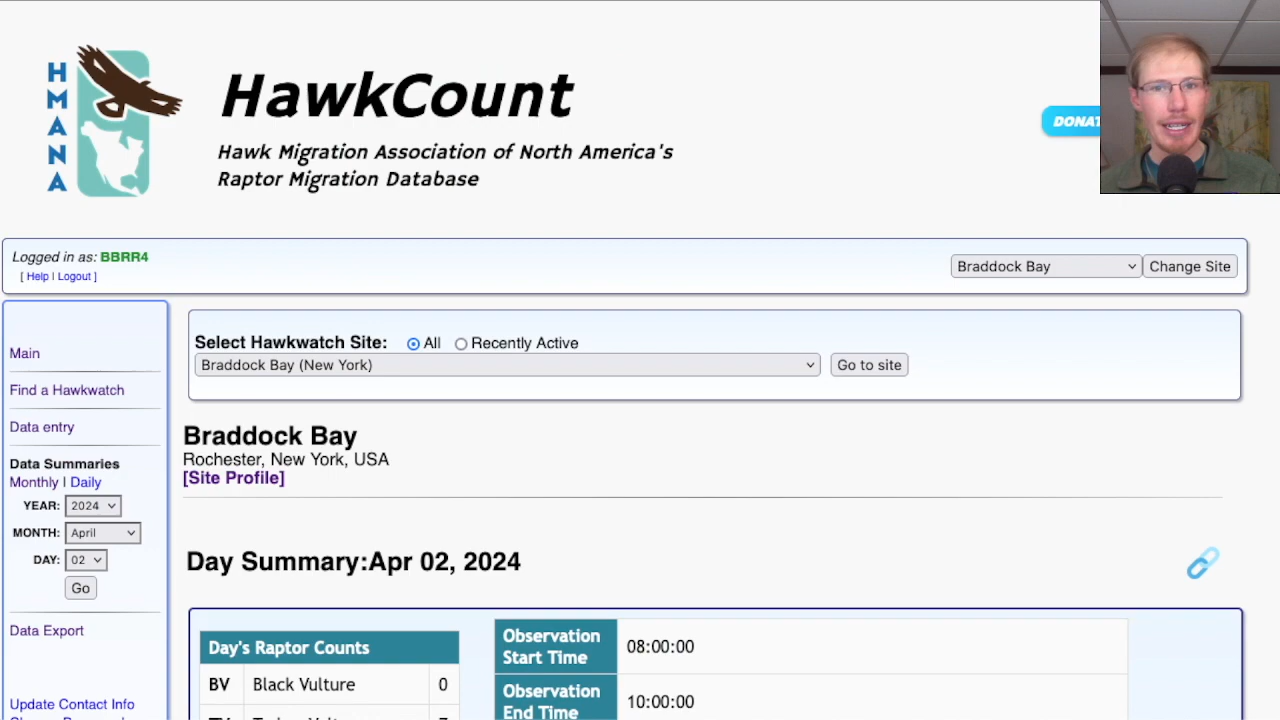 HMANA
HawkCount
Hawk Migration Association of North America's
Raptor Migration Database
DONAT
Logged in as: BBRR4
[ Help | Logout ]
Braddock Bay
Change Site
Select Hawkwatch Site: All Recently Active
Braddock Bay (New York)
Go to site
Main
Find a Hawkwatch
Data entry
Data Summaries
Monthly | Daily
YEAR: 2024
MONTH: April
DAY: 02
Go
Data Export
Update Contact Info
Braddock Bay
Rochester, New York, USA
[Site Profile]
Day Summary:Apr 02, 2024
Day's Raptor Counts
BV Black Vulture 0
Observation
Start Time
08:00:00
Observation
End Time
10:00:00